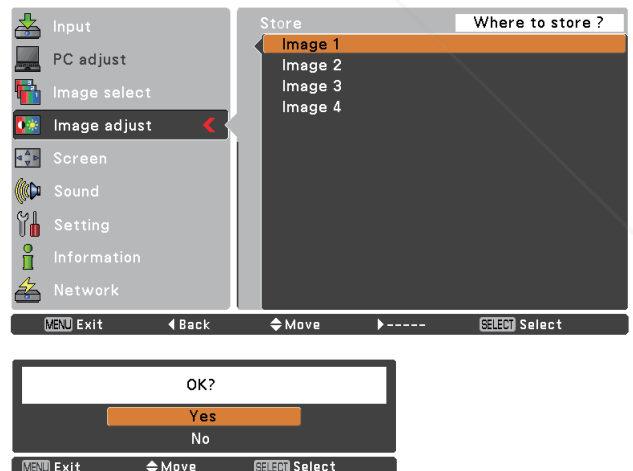 Input
PC adjust
Image select
Image adjust
Screen
Sound
Setting
Information
Network
Store
Where to store ?
Image 1
Image 2
Image 3
Image 4
MENU Exit Back Move ----- SELECT Select
OK?
Yes
No
MENU Exit Move SELECT Select